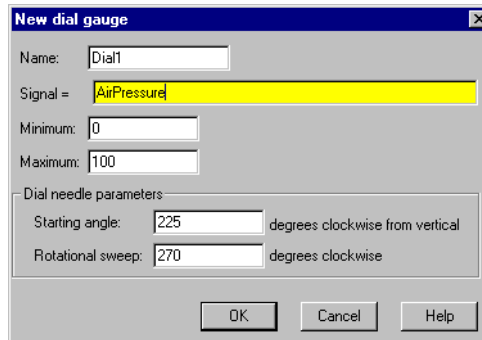 New dial gauge
Name: Dial1
Signal = AirPressure
Minimum: 0
Maximum: 100
Dial needle parameters
Starting angle: 225 degrees clockwise from vertical
Rotational sweep: 270 degrees clockwise
OK Cancel Help